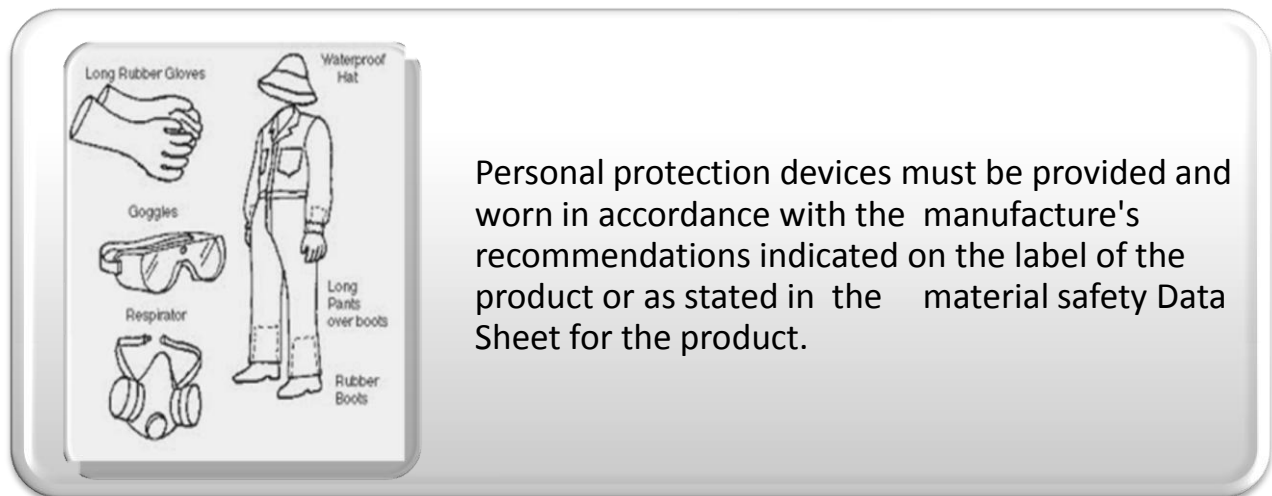 Long Rubber Gloves
Waterproof
Hat
Goggles
Respirator
Long
Pants
over boots
Rubber
Boots
Personal protection devices must be provided and
worn in accordance with the manufacture's
recommendations indicated on the label of the
product or as stated in the material safety Data
Sheet for the product.